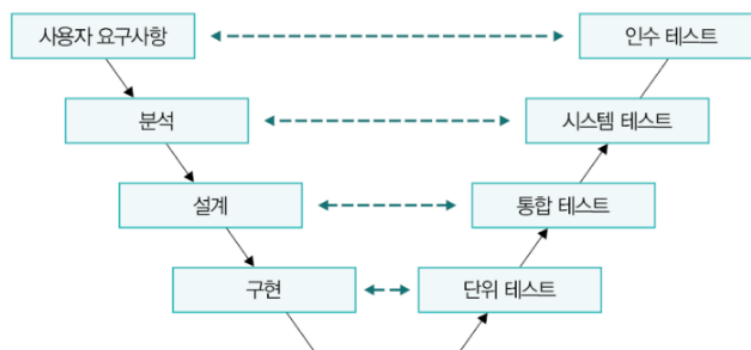 사용자 요구사항
인수 테스트
분석
시스템 테스트
설계
통합 테스트
구현
단위 테스트